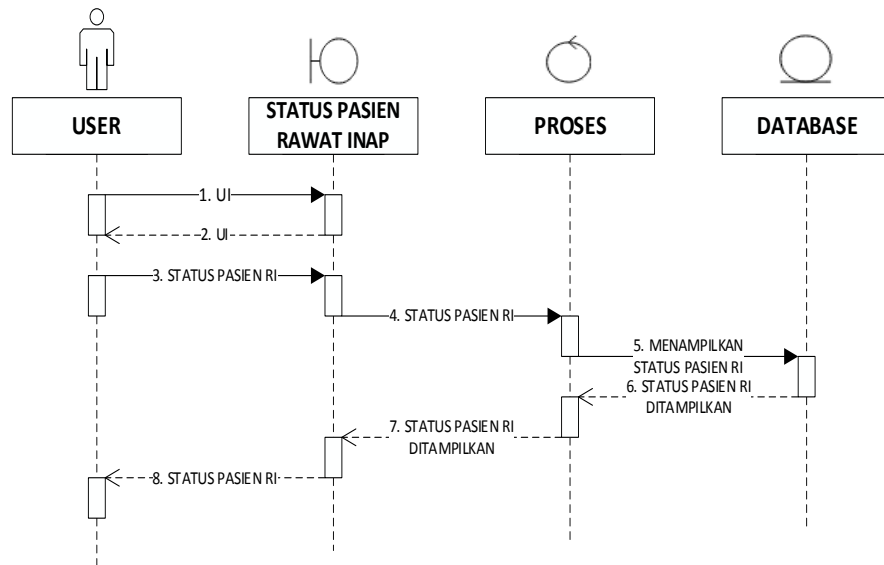 USER
STATUS PASIEN
RAWAT INAP
PROSES
DATABASE
1. UI
2. UI
3. STATUS PASIEN RI
4. STATUS PASIEN RI
5. MENAMPILKAN
STATUS PASIEN RI
6. STATUS PASIEN RI
DITAMPILKAN
7. STATUS PASIEN RI
DITAMPILKAN
8. STATUS PASIEN RI